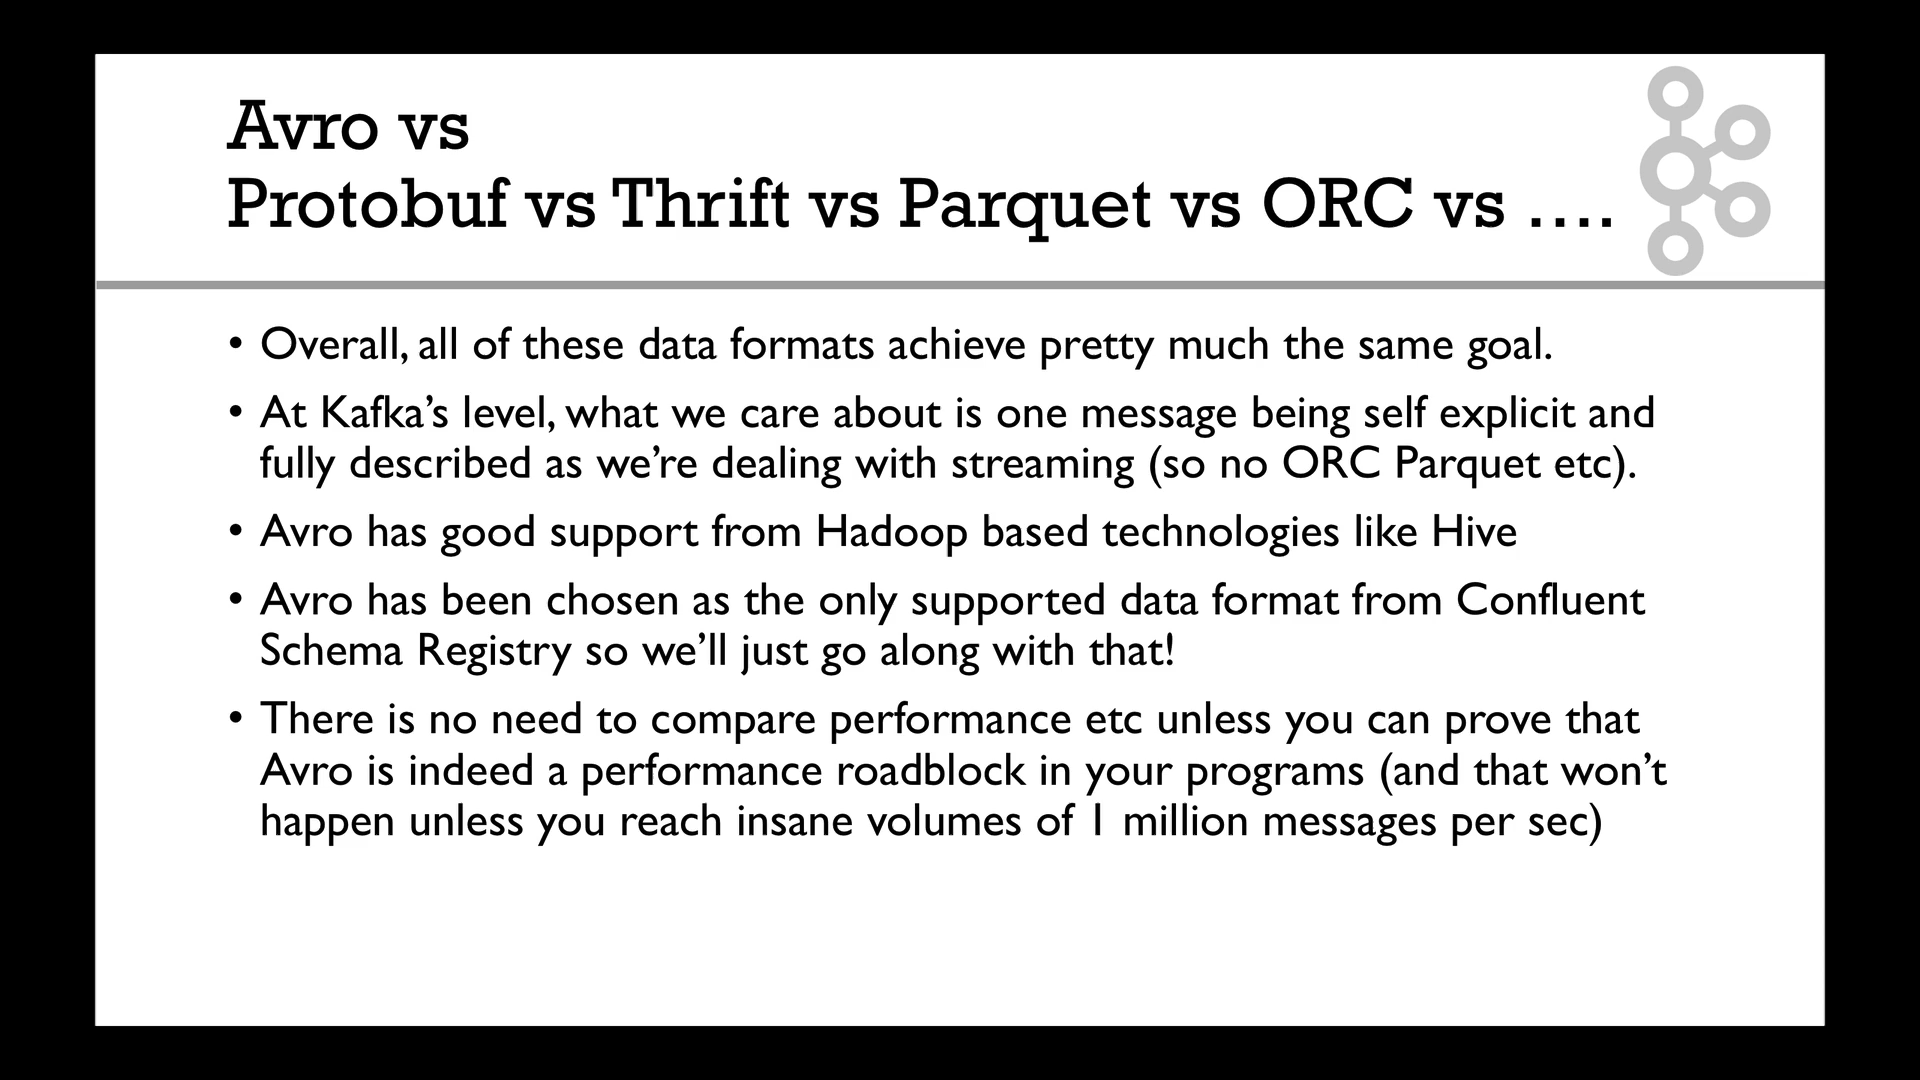 Avro vs
Protobuf vs Thrift vs Parquet vs ORC vs ....
• Overall, all of these data formats achieve pretty much the same goal.
• At Kafka’s level, what we care about is one message being self explicit and
fully described as we’re dealing with streaming (so no ORC Parquet etc).
• Avro has good support from Hadoop based technologies like Hive
• Avro has been chosen as the only supported data format from Confluent
Schema Registry so we’ll just go along with that!
• There is no need to compare performance etc unless you can prove that
Avro is indeed a performance roadblock in your programs (and that won’t
happen unless you reach insane volumes of 1 million messages per sec)